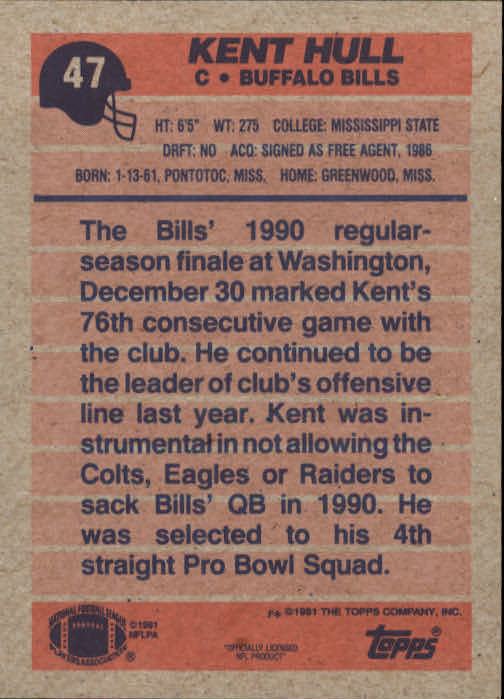 47
KENT HULL
C • BUFFALO BILLS
HT: 6'5" WT: 275 COLLEGE: MISSISSIPPI STATE
DRFT: NO ACQ: SIGNED AS FREE AGENT, 1986
BORN: 1-13-61, PONTOTOC, MISS. HOME: GREENWOOD, MISS.
The Bills' 1990 regular-
season finale at Washington,
December 30 marked Kent's
76th consecutive game with
the club. He continued to be
the leader of club's offensive
line last year. Kent was in-
strumental in not allowing the
Colts, Eagles or Raiders to
sack Bills' QB in 1990. He
was selected to his 4th
straight Pro Bowl Squad.
NATIONAL FOOTBALL LEAGUE
PLAYERS ASSOCIATION
®
©1991
NFLPA
F* ©1991 THE TOPPS COMPANY, INC.
"OFFICIALLY LICENSED
NFL PRODUCT"
topps®